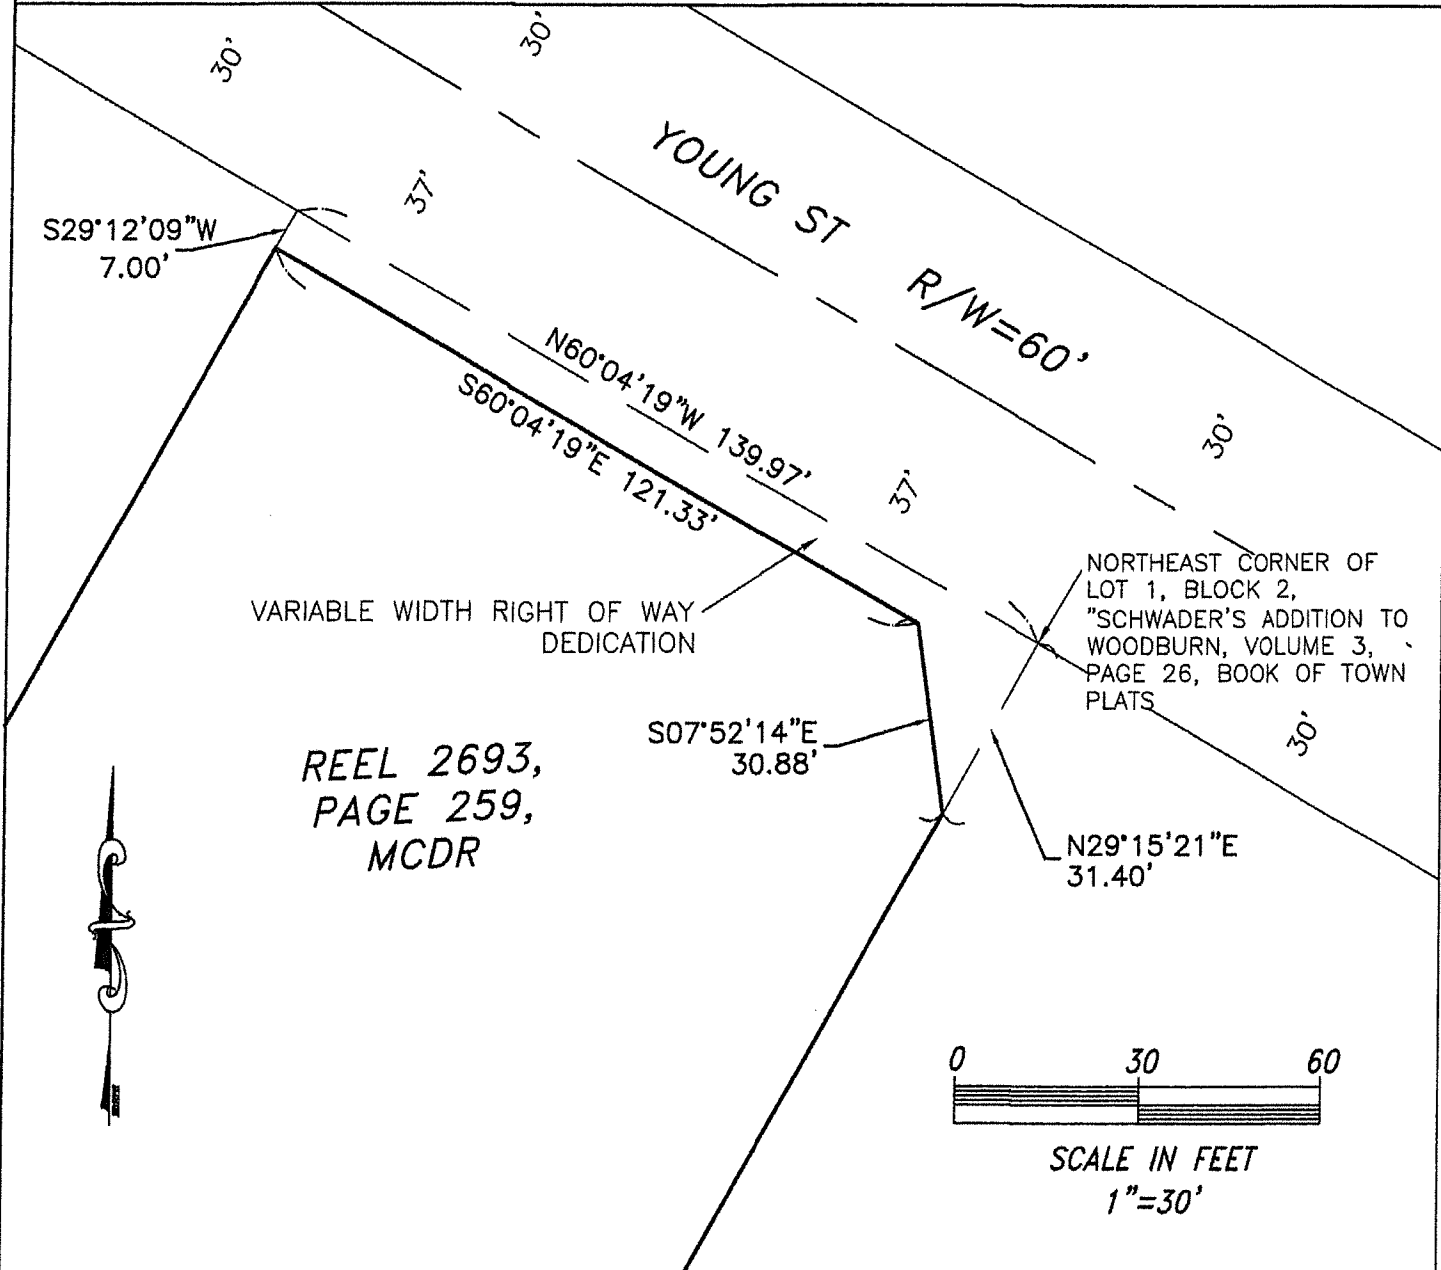 30'
30'
YOUNG ST R/W=60'
37'
S29°12'09"W
7.00'
N60°04'19"W 139.97'
S60°04'19"E 121.33'
30'
37'
NORTHEAST CORNER OF
LOT 1, BLOCK 2,
"SCHWADER'S ADDITION TO
WOODBURN, VOLUME 3,
PAGE 26, BOOK OF TOWN
PLATS
VARIABLE WIDTH RIGHT OF WAY
DEDICATION
S07°52'14"E
30.88'
30'
REEL 2693,
PAGE 259,
MCDR
N29°15'21"E
31.40'
0 30 60
SCALE IN FEET
1"=30'